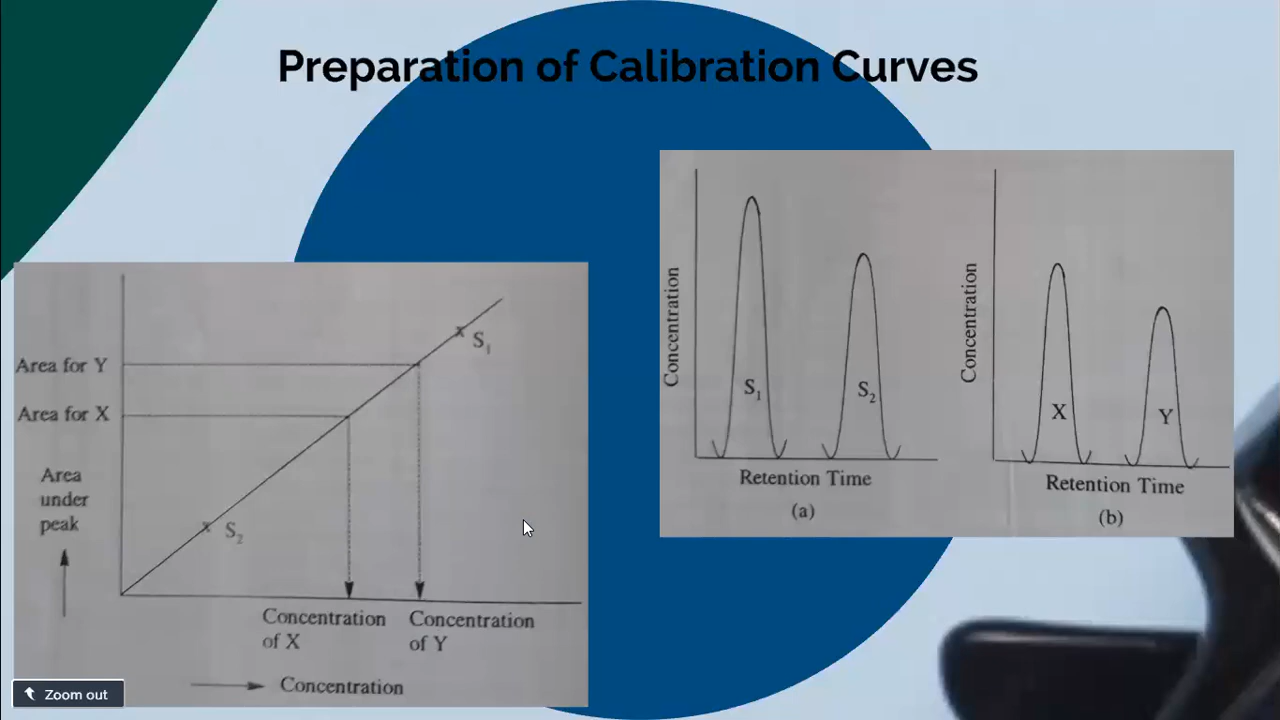 Preparation of Calibration Curves
Area for Y
Area for X
Area
under
peak
S₁
S₂
Concentration
of X
Concentration
of Y
Concentration
Zoom out
Concentration
S₁
S₂
Retention Time
(a)
Concentration
X
Y
Retention Time
(b)